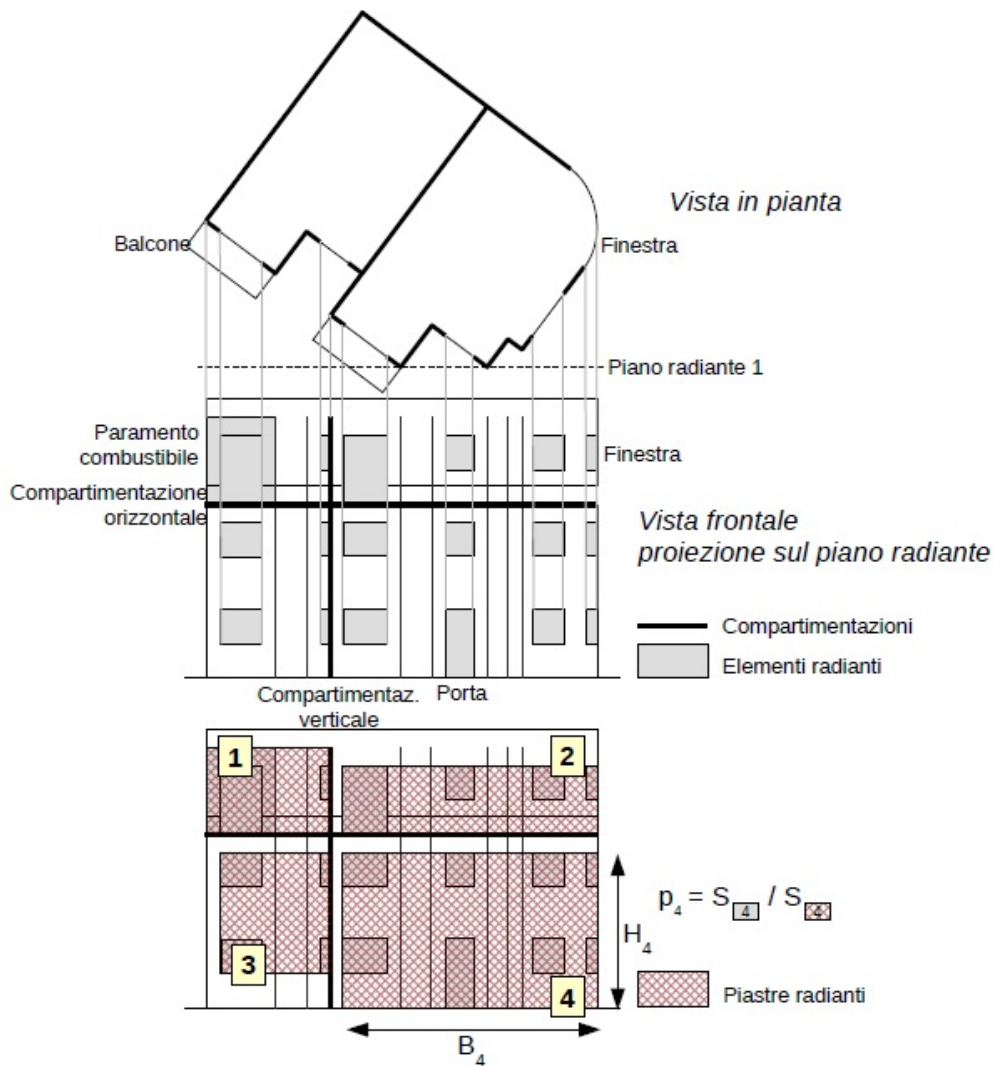 Vista in pianta
Balcone
Finestra
Piano radiante 1
Paramento
combustibile
Finestra
Compartimentazione
orizzontale
Vista frontale
proiezione sul piano radiante
Compartimentazioni
Elementi radianti
Compartimentaz.
verticale
Porta
1
2
p4 = S4 / S4
H4
3
4
Piastre radianti
B4